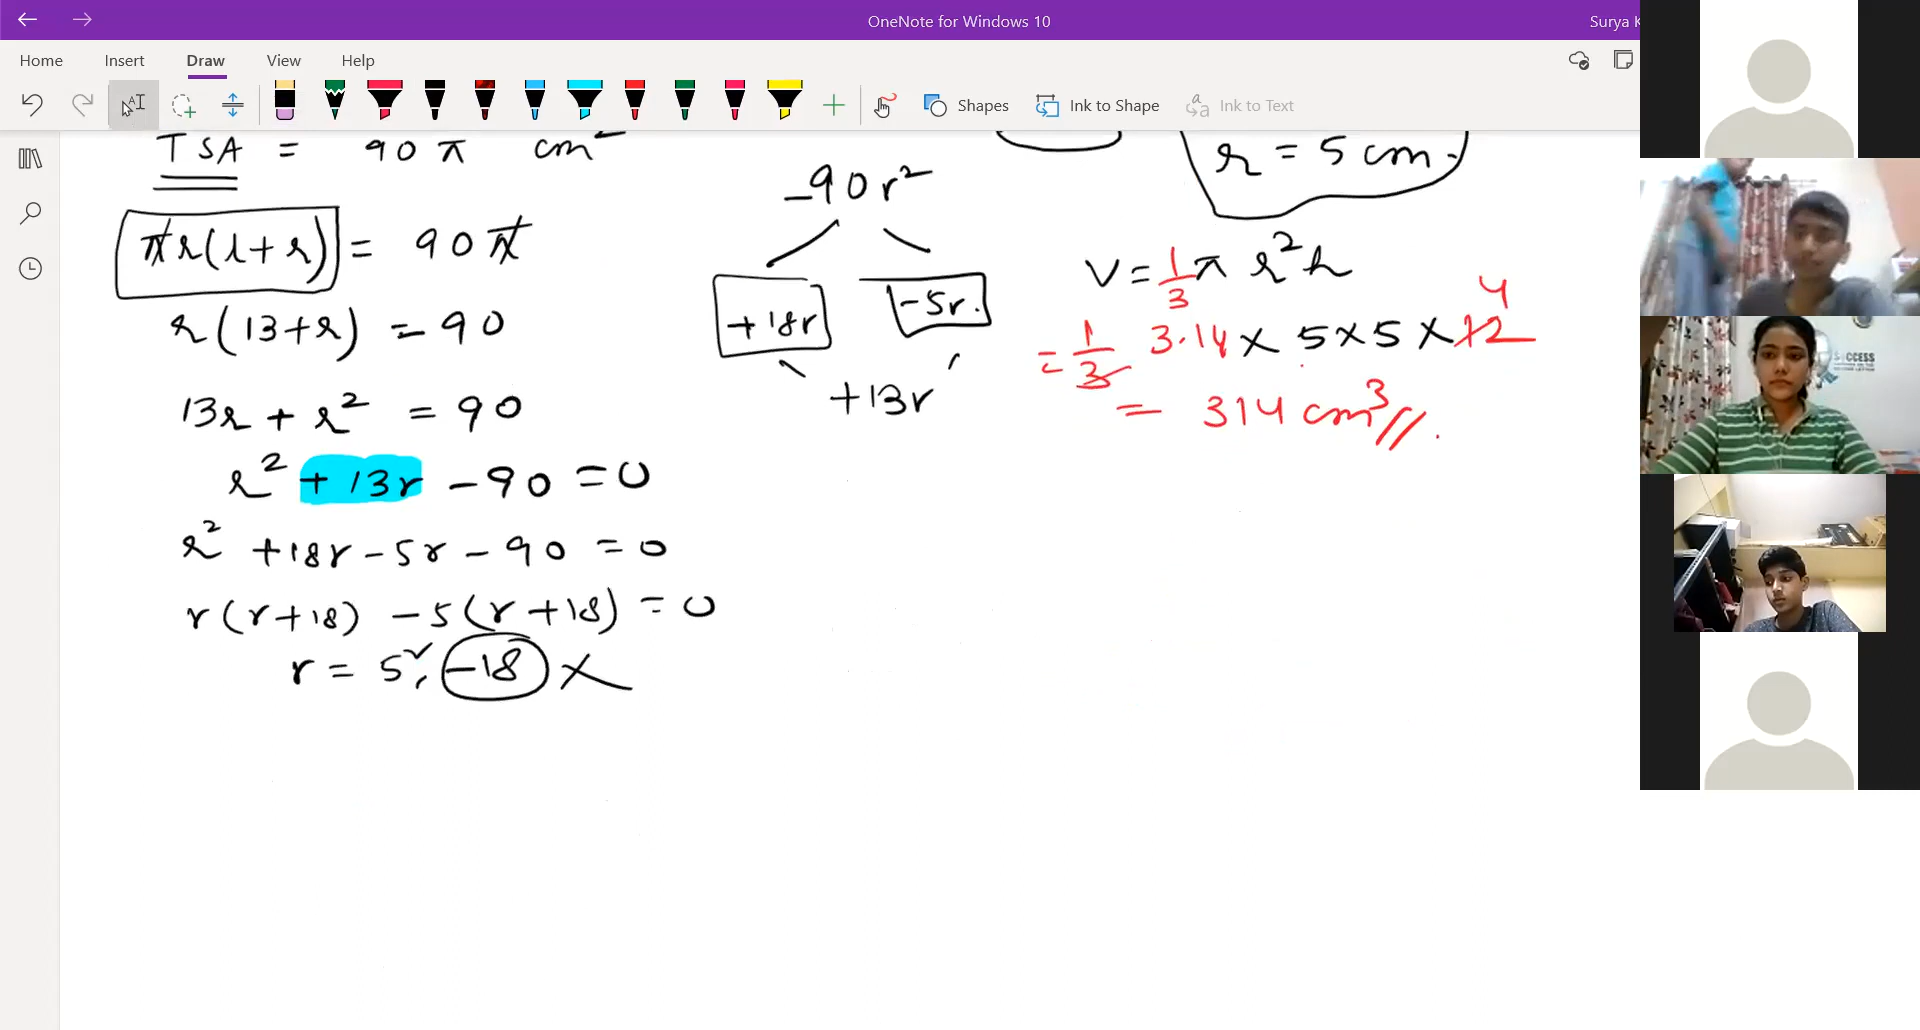 OneNote for Windows 10
Surya K
Home Insert Draw View Help
Shapes Ink to Shape Ink to Text
TSA = 90 π cm²
πr(l+r) = 90π
r(13+r) = 90
13r + r² = 90
r² + 13r - 90 = 0
r² + 18r - 5r - 90 = 0
r(r+18) - 5(r+18) = 0
r = 5, -18 ×
-90r²
+18r -5r.
+13r
r = 5 cm.
V = 1/3 π r²h
4
= 1/3 3.14 × 5 × 5 × 12
= 314 cm³ //.
SUCCESS